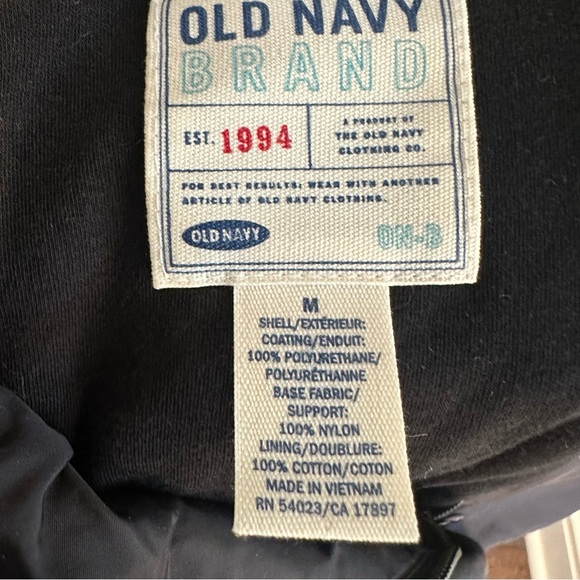 OLD NAVY
BRAND
EST. 1994
A PRODUCT OF
THE OLD NAVY
CLOTHING CO.
FOR BEST RESULTS: WEAR WITH ANOTHER
ARTICLE OF OLD NAVY CLOTHING.
OLD NAVY
ON-B
M
SHELL/EXTÉRIEUR:
COATING/ENDUIT:
100% POLYURETHANE/
POLYURÉTHANNE
BASE FABRIC/
SUPPORT:
100% NYLON
LINING/DOUBLURE:
100% COTTON/COTON
MADE IN VIETNAM
RN 54023/CA 17897